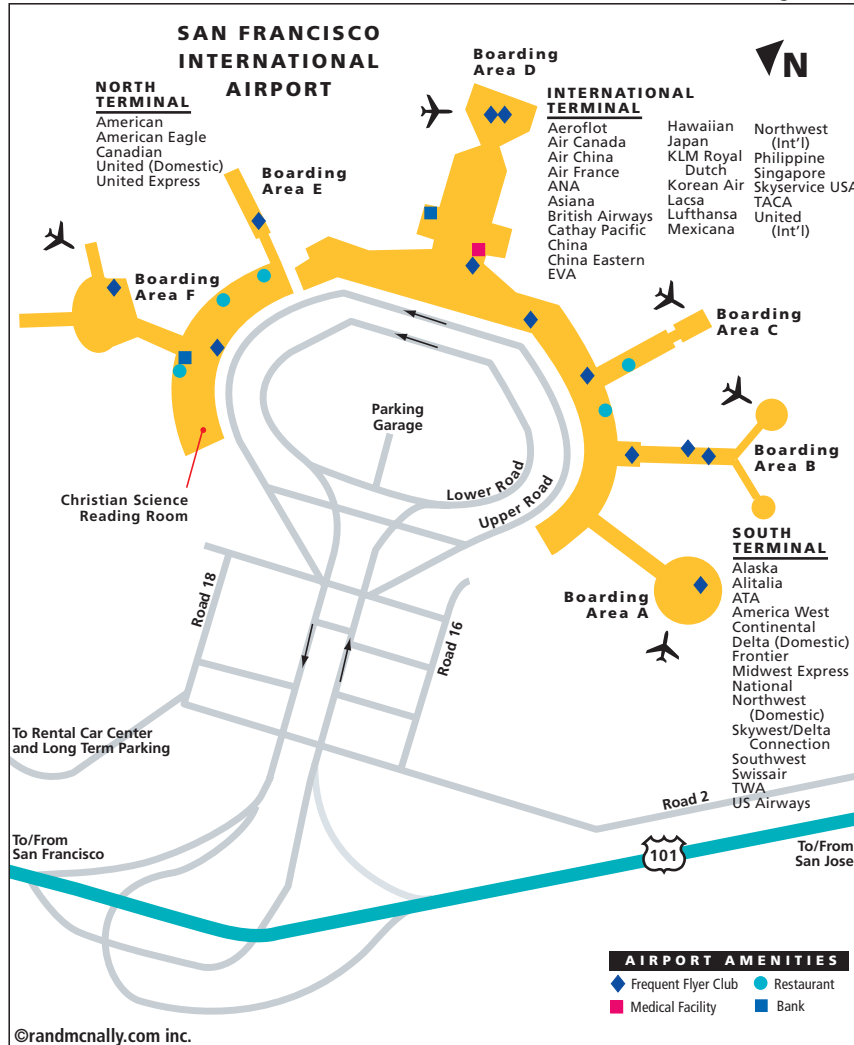 SAN FRANCISCO
INTERNATIONAL
AIRPORT
NORTH
TERMINAL
American
American Eagle
Canadian
United (Domestic)
United Express
Boarding
Area D
N
INTERNATIONAL
TERMINAL
Aeroflot
Air Canada
Air China
Air France
ANA
Asiana
British Airways
Cathay Pacific
China
China Eastern
EVA
Hawaiian
Japan
KLM Royal
Dutch
Korean Air
Lacsa
Lufthansa
Mexicana
Northwest
(Int'l)
Philippine
Singapore
Skyservice USA
TACA
United
(Int'l)
Boarding
Area E
Boarding
Area F
Boarding
Area C
Parking
Garage
Boarding
Area B
Lower Road
Upper Road
Christian Science
Reading Room
SOUTH
TERMINAL
Alaska
Alitalia
ATA
America West
Continental
Delta (Domestic)
Frontier
Midwest Express
National
Northwest
(Domestic)
Skywest/Delta
Connection
Southwest
Swissair
TWA
US Airways
Boarding
Area A
Road 18
Road 16
To Rental Car Center
and Long Term Parking
Road 2
To/From
San Francisco
101
To/From
San Jose
AIRPORT AMENITIES
Frequent Flyer Club
Restaurant
Medical Facility
Bank
©randmcnally.com inc.